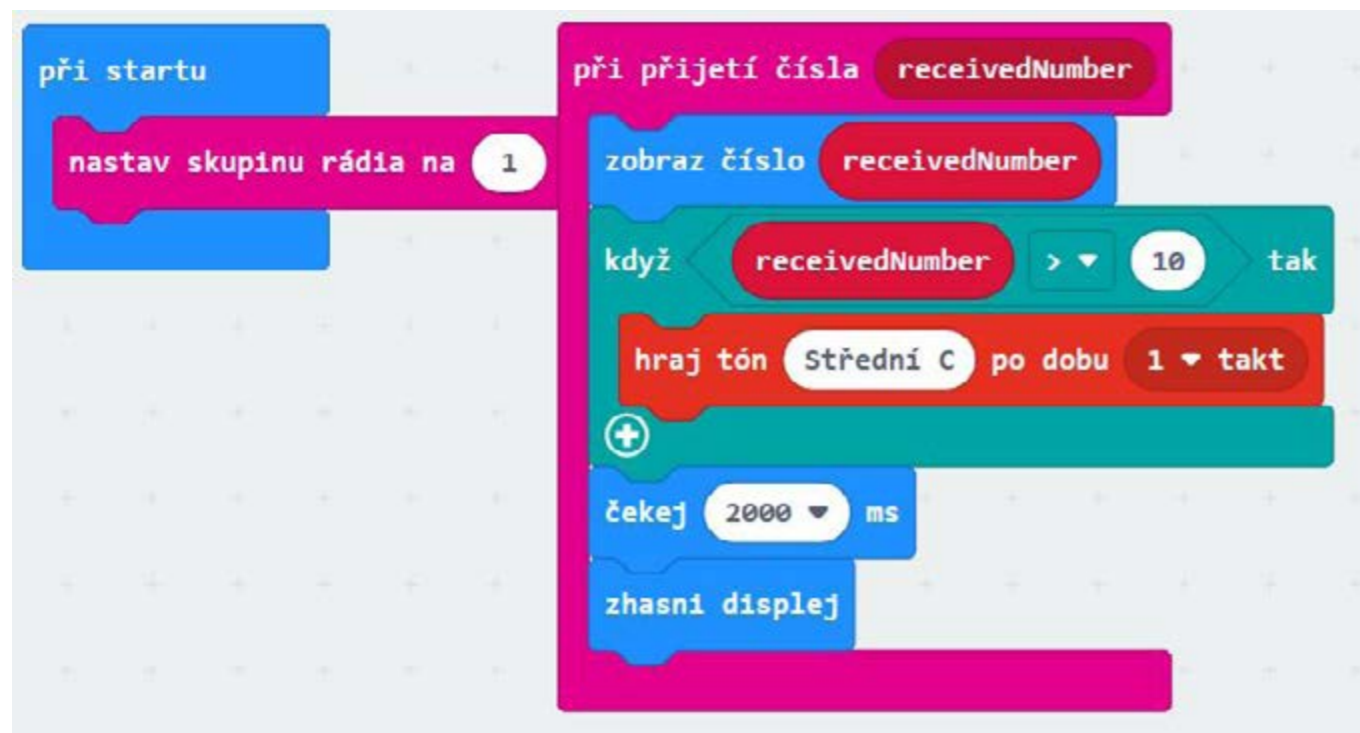 při startu
nastav skupinu rádia na 1
při přijetí čísla receivedNumber
zobraz číslo receivedNumber
když receivedNumber > 10 tak
hraj tón Střední C po dobu 1 takt
čekej 2000 ms
zhasni displej